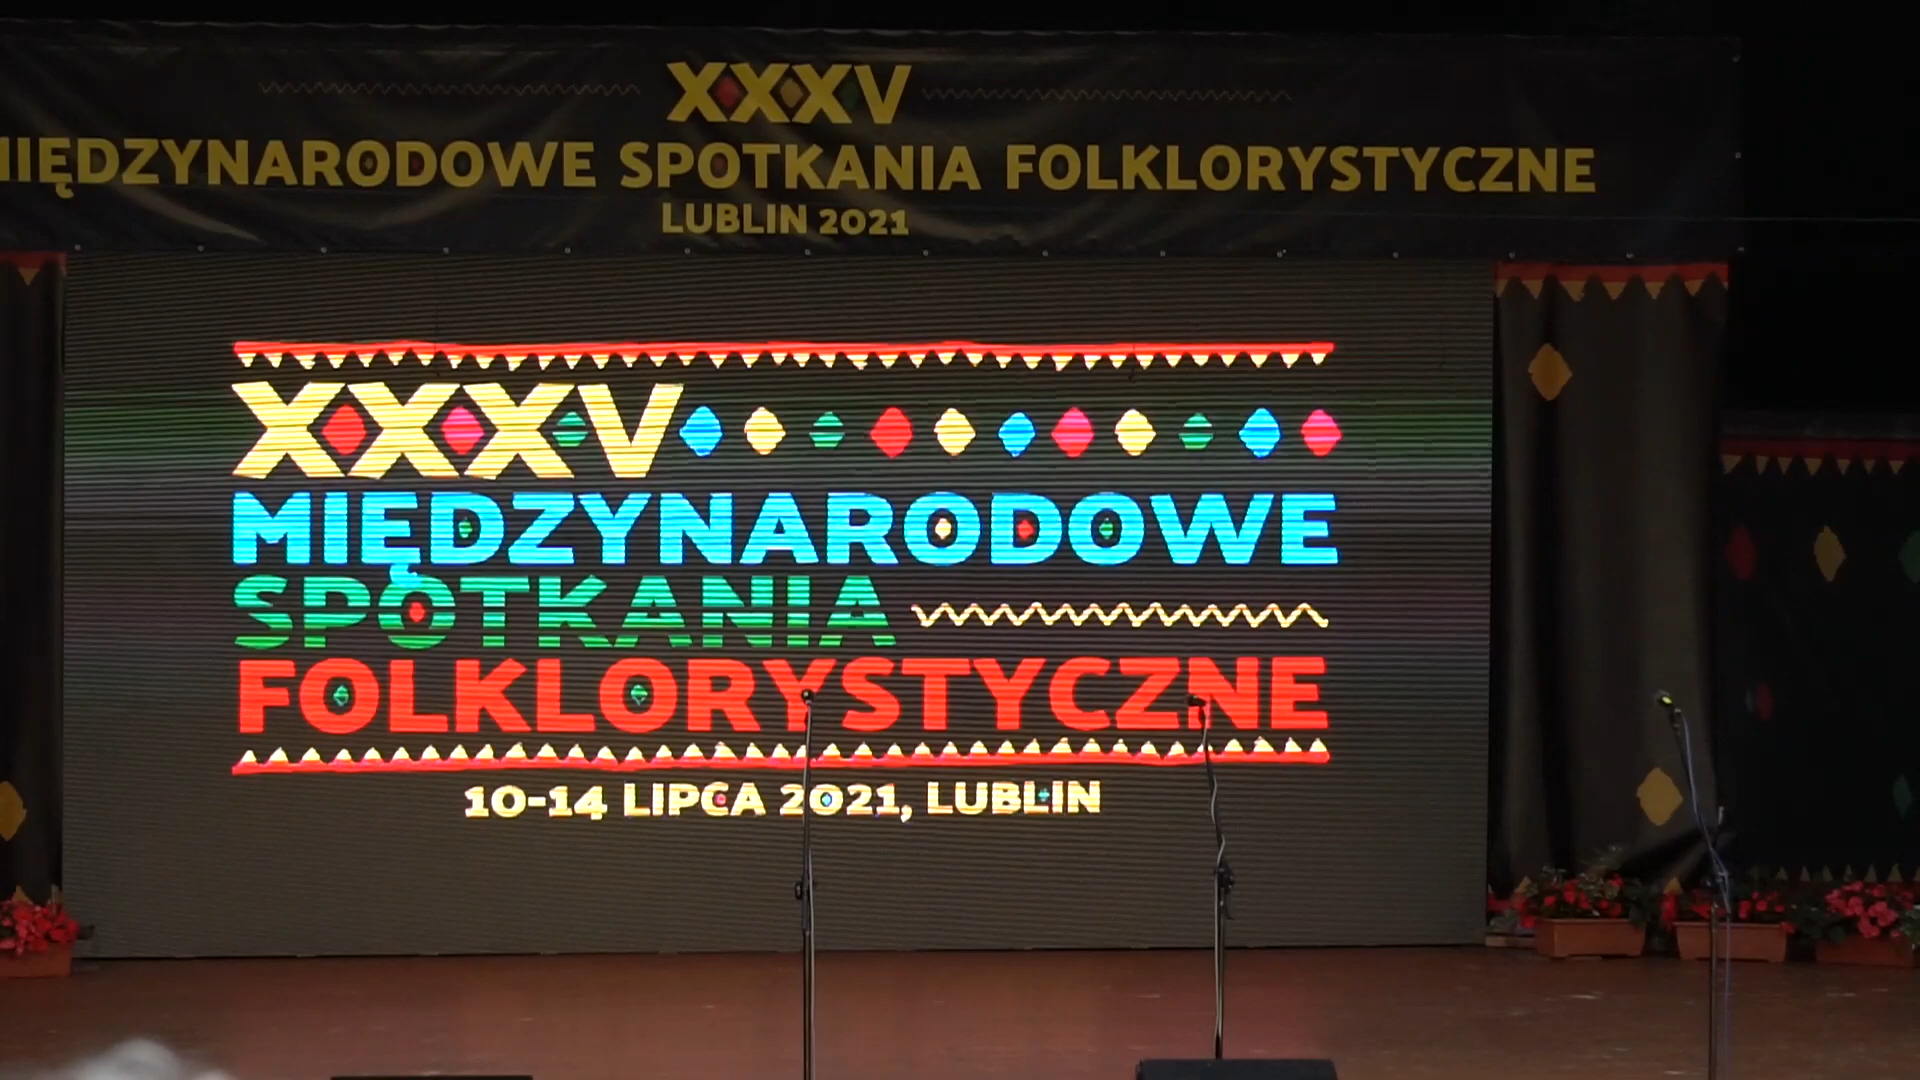 XXXV
MIĘDZYNARODOWE SPOTKANIA FOLKLORYSTYCZNE
LUBLIN 2021
XXXV
MIĘDZYNARODOWE
SPOTKANIA
FOLKLORYSTYCZNE
10-14 LIPCA 2021, LUBLIN